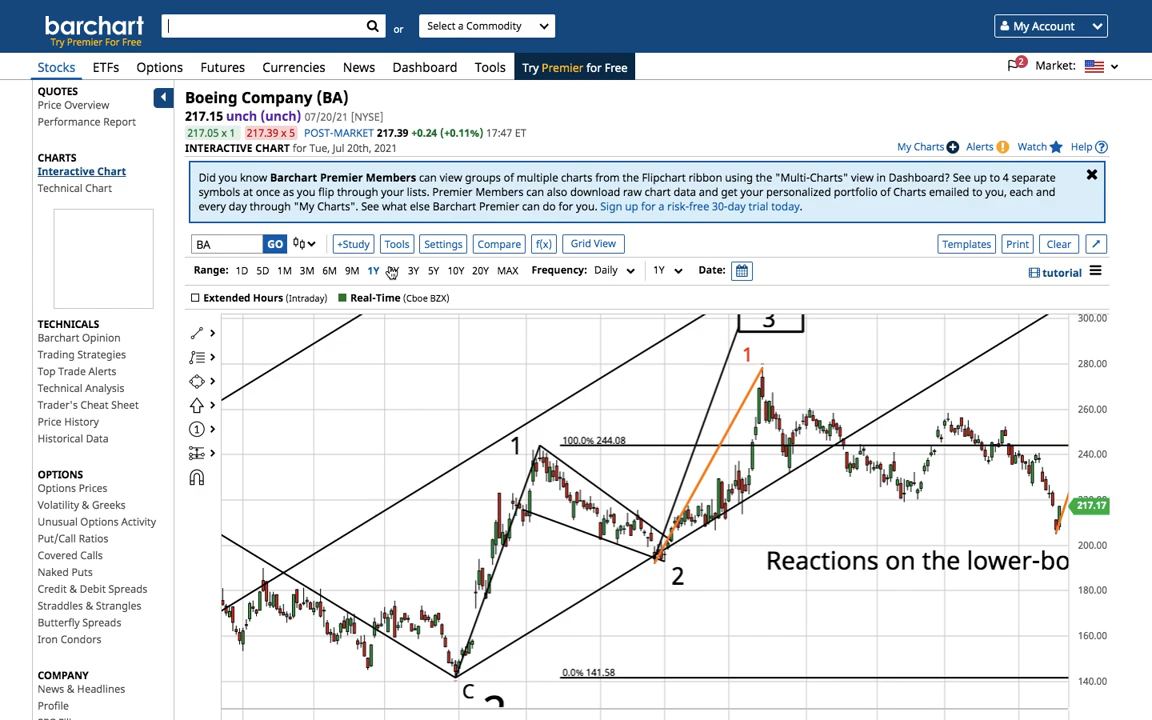 barchart
Try Premier For Free
or
Select a Commodity
My Account
Stocks ETFs Options Futures Currencies News Dashboard Tools Try Premier for Free
2 Market:
QUOTES
Price Overview
Performance Report
CHARTS
Interactive Chart
Technical Chart
TECHNICALS
Barchart Opinion
Trading Strategies
Top Trade Alerts
Technical Analysis
Trader's Cheat Sheet
Price History
Historical Data
OPTIONS
Options Prices
Volatility & Greeks
Unusual Options Activity
Put/Call Ratios
Covered Calls
Naked Puts
Credit & Debit Spreads
Straddles & Strangles
Butterfly Spreads
Iron Condors
COMPANY
News & Headlines
Profile
Boeing Company (BA)
217.15 unch (unch) 07/20/21 [NYSE]
217.05 x 1 217.39 x 5 POST-MARKET 217.39 +0.24 (+0.11%) 17:47 ET
INTERACTIVE CHART for Tue, Jul 20th, 2021
My Charts Alerts Watch Help
Did you know Barchart Premier Members can view groups of multiple charts from the Flipchart ribbon using the "Multi-Charts" view in Dashboard? See up to 4 separate
symbols at once as you flip through your lists. Premier Members can also download raw chart data and get your personalized portfolio of Charts emailed to you, each and
every day through "My Charts". See what else Barchart Premier can do for you. Sign up for a risk-free 30-day trial today.
BA GO +Study Tools Settings Compare f(x) Grid View Templates Print Clear
Range: 1D 5D 1M 3M 6M 9M 1Y 3Y 5Y 10Y 20Y MAX Frequency: Daily 1Y Date:
tutorial
Extended Hours (Intraday) Real-Time (Cboe BZX)
3
300.00
1
280.00
260.00
1
100.0% 244.08
240.00
217.17
200.00
Reactions on the lower-bo
2
180.00
160.00
0.0% 141.58
140.00
C